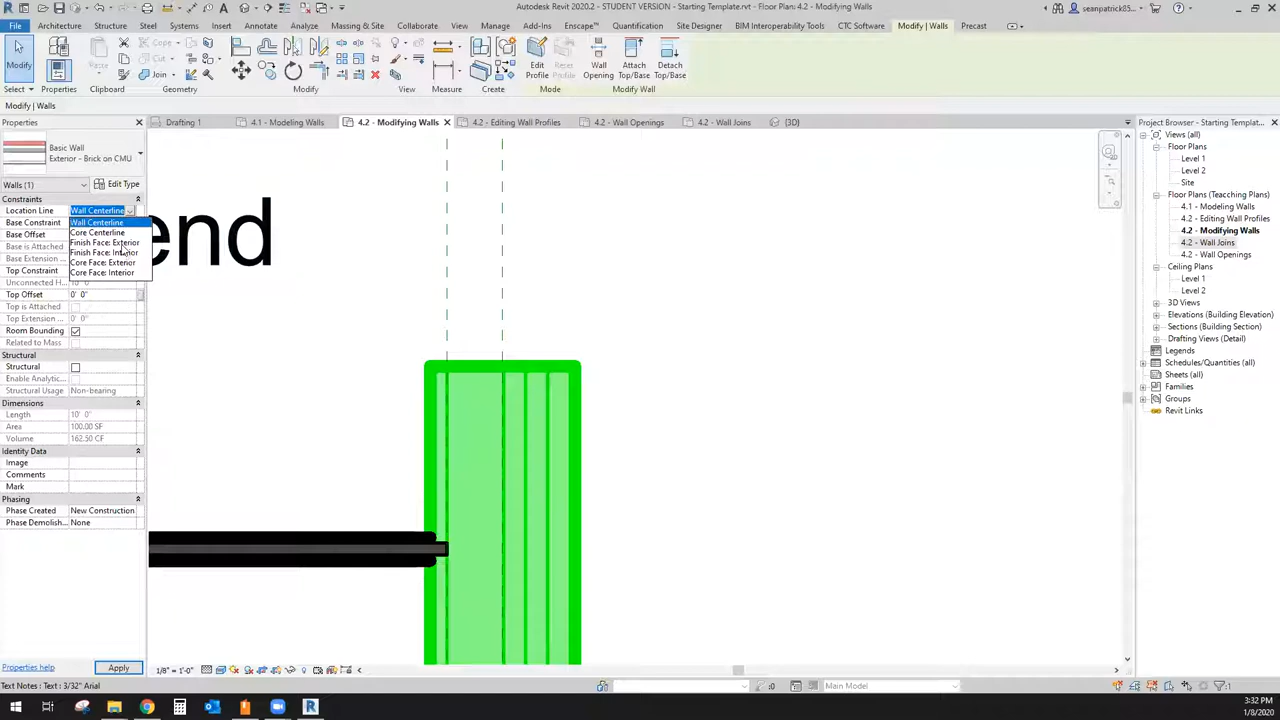 Autodesk Revit 2020.2 - STUDENT VERSION - Starting Template.rvt - Floor Plan: 4.2 - Modifying Walls
seanpatrick85...
File
Architecture Structure Steel Precast Systems Insert Annotate Analyze Massing & Site Collaborate View Manage Add-Ins Enscape™ Quantification Site Designer BIM Interoperability Tools CTC Software Modify | Walls Precast
Modify
Paste
Cope
Cut
Join
Edit Profile
Wall Opening
Attach Top/Base
Detach Top/Base
Select Properties Clipboard Geometry Modify View Measure Create Mode Modify Wall
Modify | Walls
Properties
Drafting 1
4.1 - Modeling Walls
4.2 - Modifying Walls
4.2 - Editing Wall Profiles
4.2 - Wall Openings
4.2 - Wall Joins
{3D}
Project Browser - Starting Templat...
Basic Wall
Exterior - Brick on CMU
Walls (1)
Edit Type
Constraints
Location Line Wall Centerline
Base Constraint Wall Centerline
Core Centerline
Base Offset
Finish Face: Exterior
Base is Attached
Finish Face: Interior
Base Extension ...
Core Face: Exterior
Top Constraint Core Face: Interior
Unconnected H... 10' 0"
Top Offset 0' 0"
Top is Attached
Top Extension ... 0' 0"
Room Bounding
Related to Mass
Structural
Structural
Enable Analytic...
Structural Usage Non-bearing
Dimensions
Length 10' 0"
Area 100.00 SF
Volume 162.50 CF
Identity Data
Image
Comments
Mark
Phasing
Phase Created New Construction
Phase Demolish... None
Properties help
Apply
end
Views (all)
Floor Plans
Level 1
Level 2
Site
Floor Plans (Teacching Plans)
4.1 - Modeling Walls
4.2 - Editing Wall Profiles
4.2 - Modifying Walls
4.2 - Wall Joins
4.2 - Wall Openings
Ceiling Plans
Level 1
Level 2
3D Views
Elevations (Building Elevation)
Sections (Building Section)
Drafting Views (Detail)
Legends
Schedules/Quantities (all)
Sheets (all)
Families
Groups
Revit Links
1/8" = 1'-0"
Text Notes : Text : 3/32" Arial
:0
Main Model
:1
3:32 PM
1/8/2020